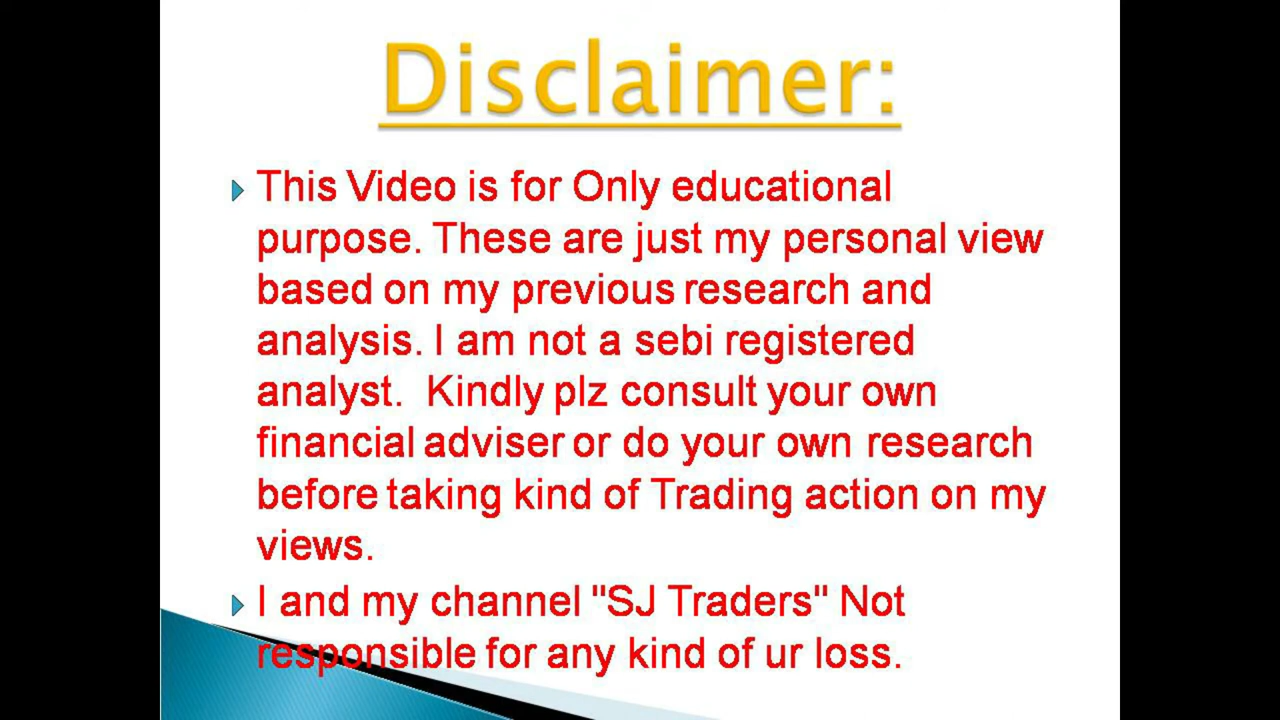 Disclaimer:
This Video is for Only educational
purpose. These are just my personal view
based on my previous research and
analysis. I am not a sebi registered
analyst.  Kindly plz consult your own
financial adviser or do your own research
before taking kind of Trading action on my
views.
I and my channel "SJ Traders" Not
responsible for any kind of ur loss.